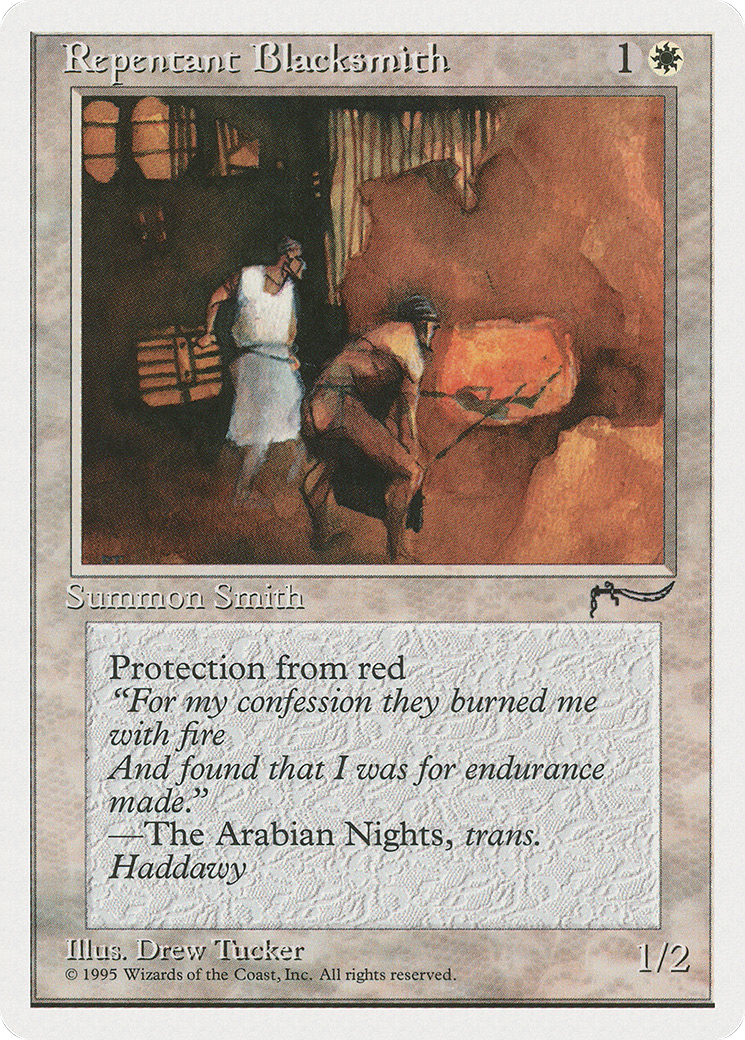 Repentant Blacksmith 1
Summon Smith
Protection from red
“For my confession they burned me
with fire
And found that I was for endurance
made.”
—The Arabian Nights, trans.
Haddawy
Illus. Drew Tucker
1/2
© 1995 Wizards of the Coast, Inc. All rights reserved.